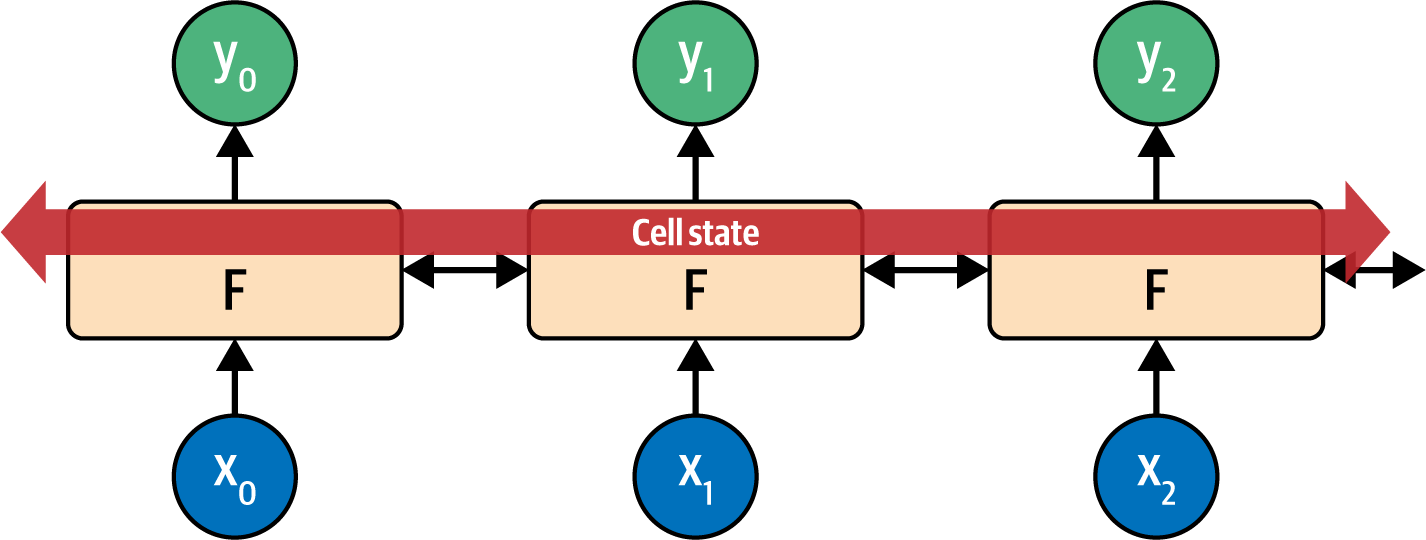 y0 y1 y2
Cell state
F F F
x0 x1 x2